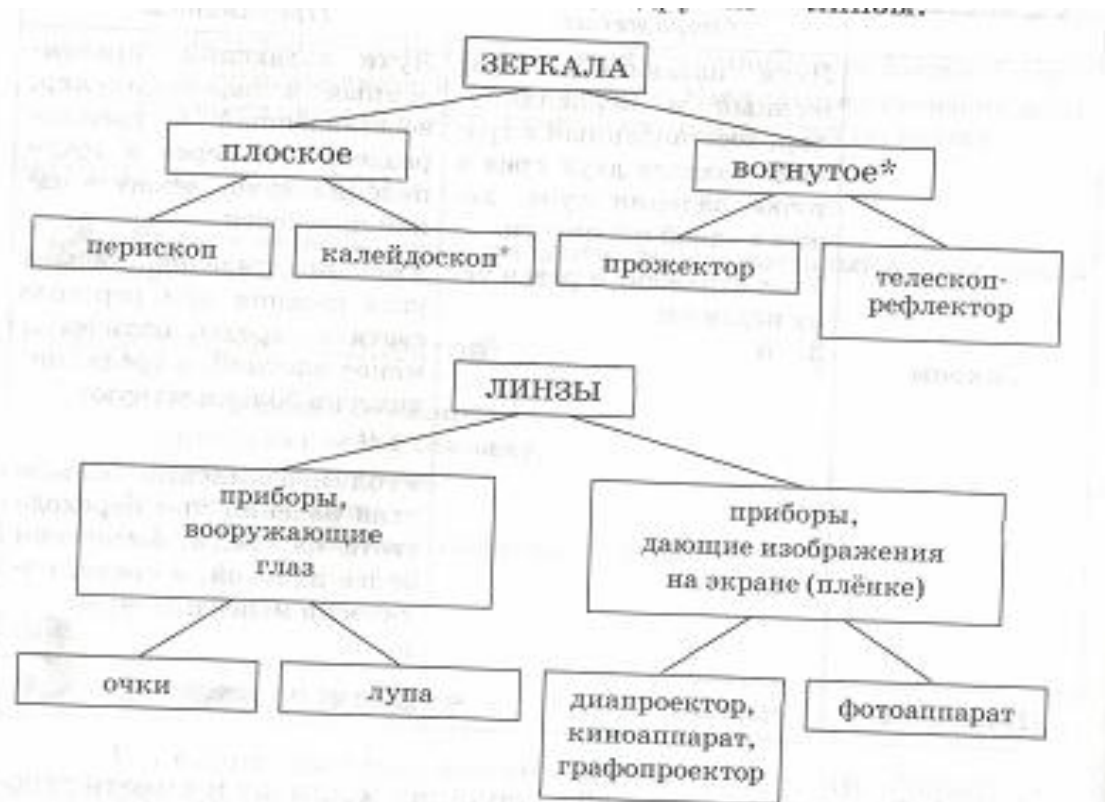 ЗЕРКАЛА
плоское
вогнутое*
перископ
калейдоскоп*
прожектор
телескоп-
рефлектор
ЛИНЗЫ
приборы,
вооружающие
глаз
приборы,
дающие изображения
на экране (плёнке)
очки
лупа
диапроектор,
киноаппарат,
графопроектор
фотоаппарат